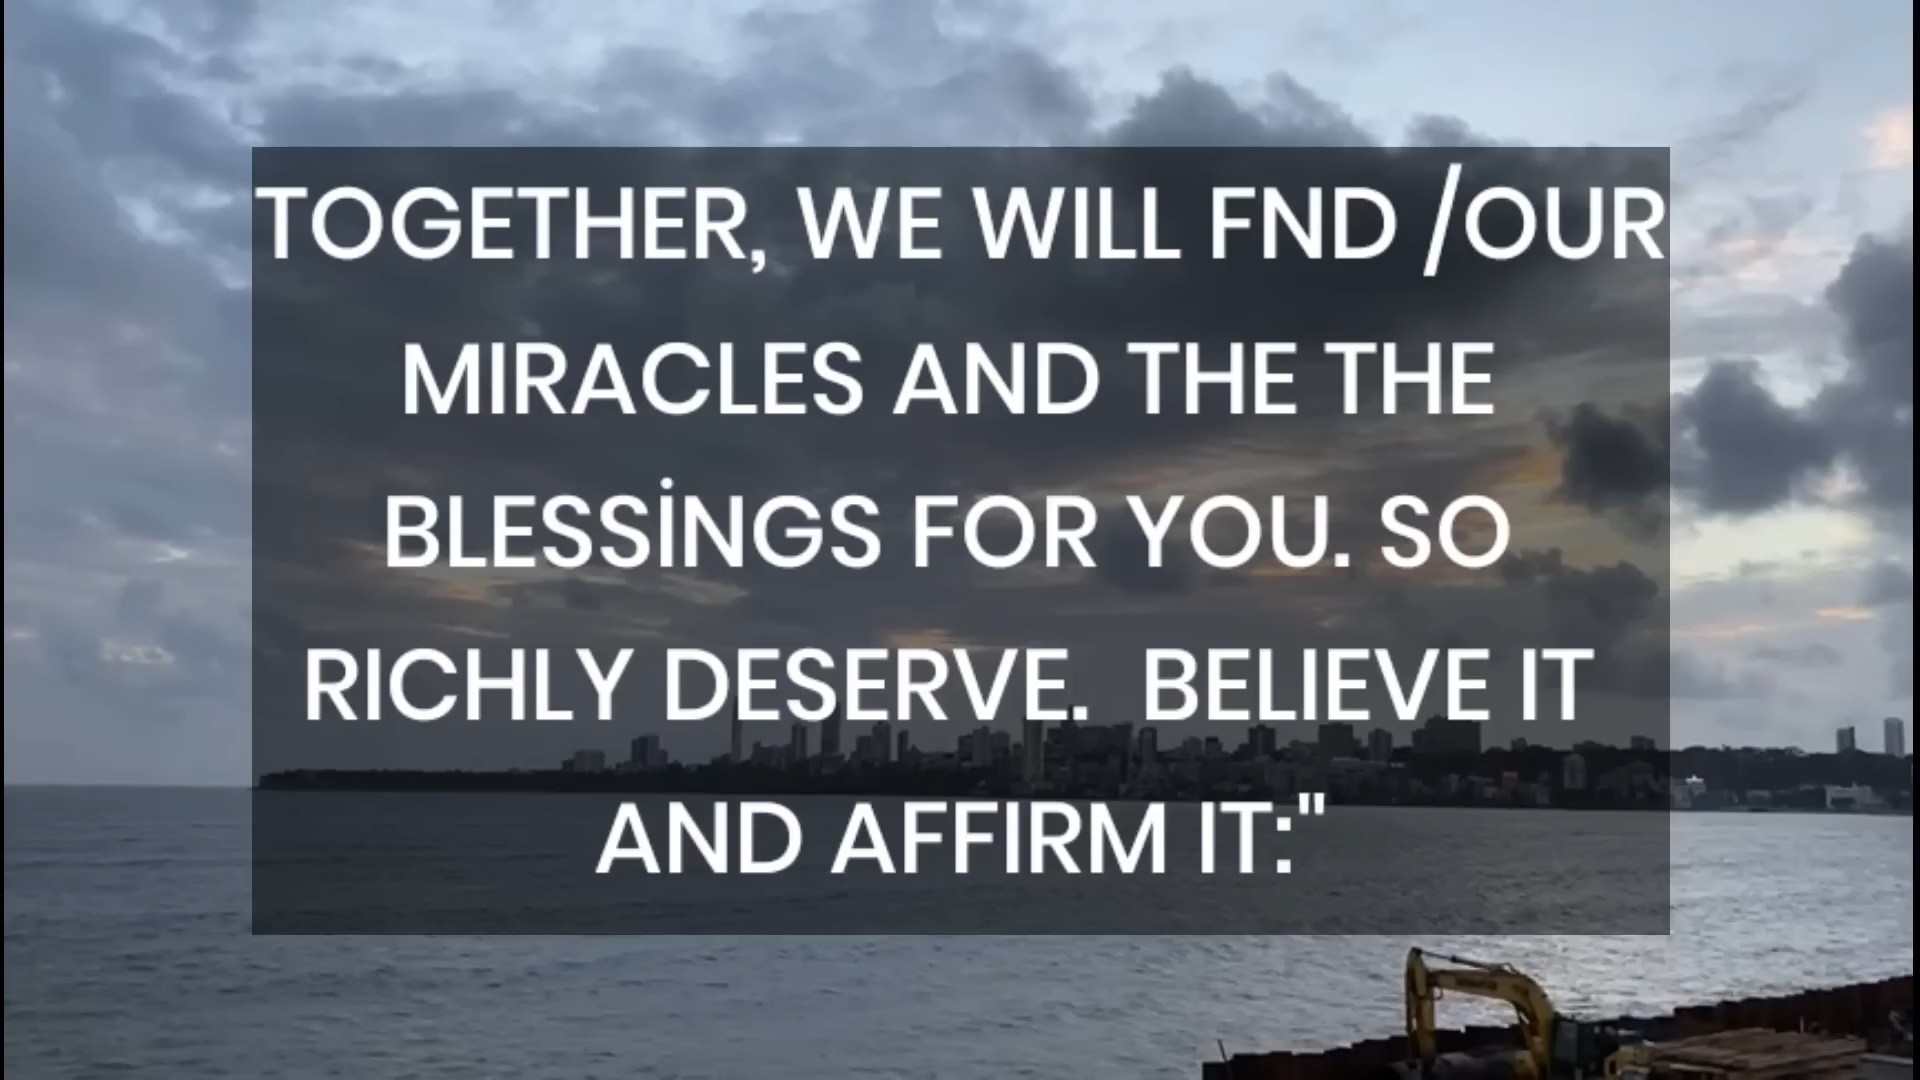 TOGETHER, WE WILL FND /OUR
MIRACLES AND THE THE
BLESSİNGS FOR YOU. SO
RICHLY DESERVE.  BELIEVE IT
AND AFFIRM IT:"